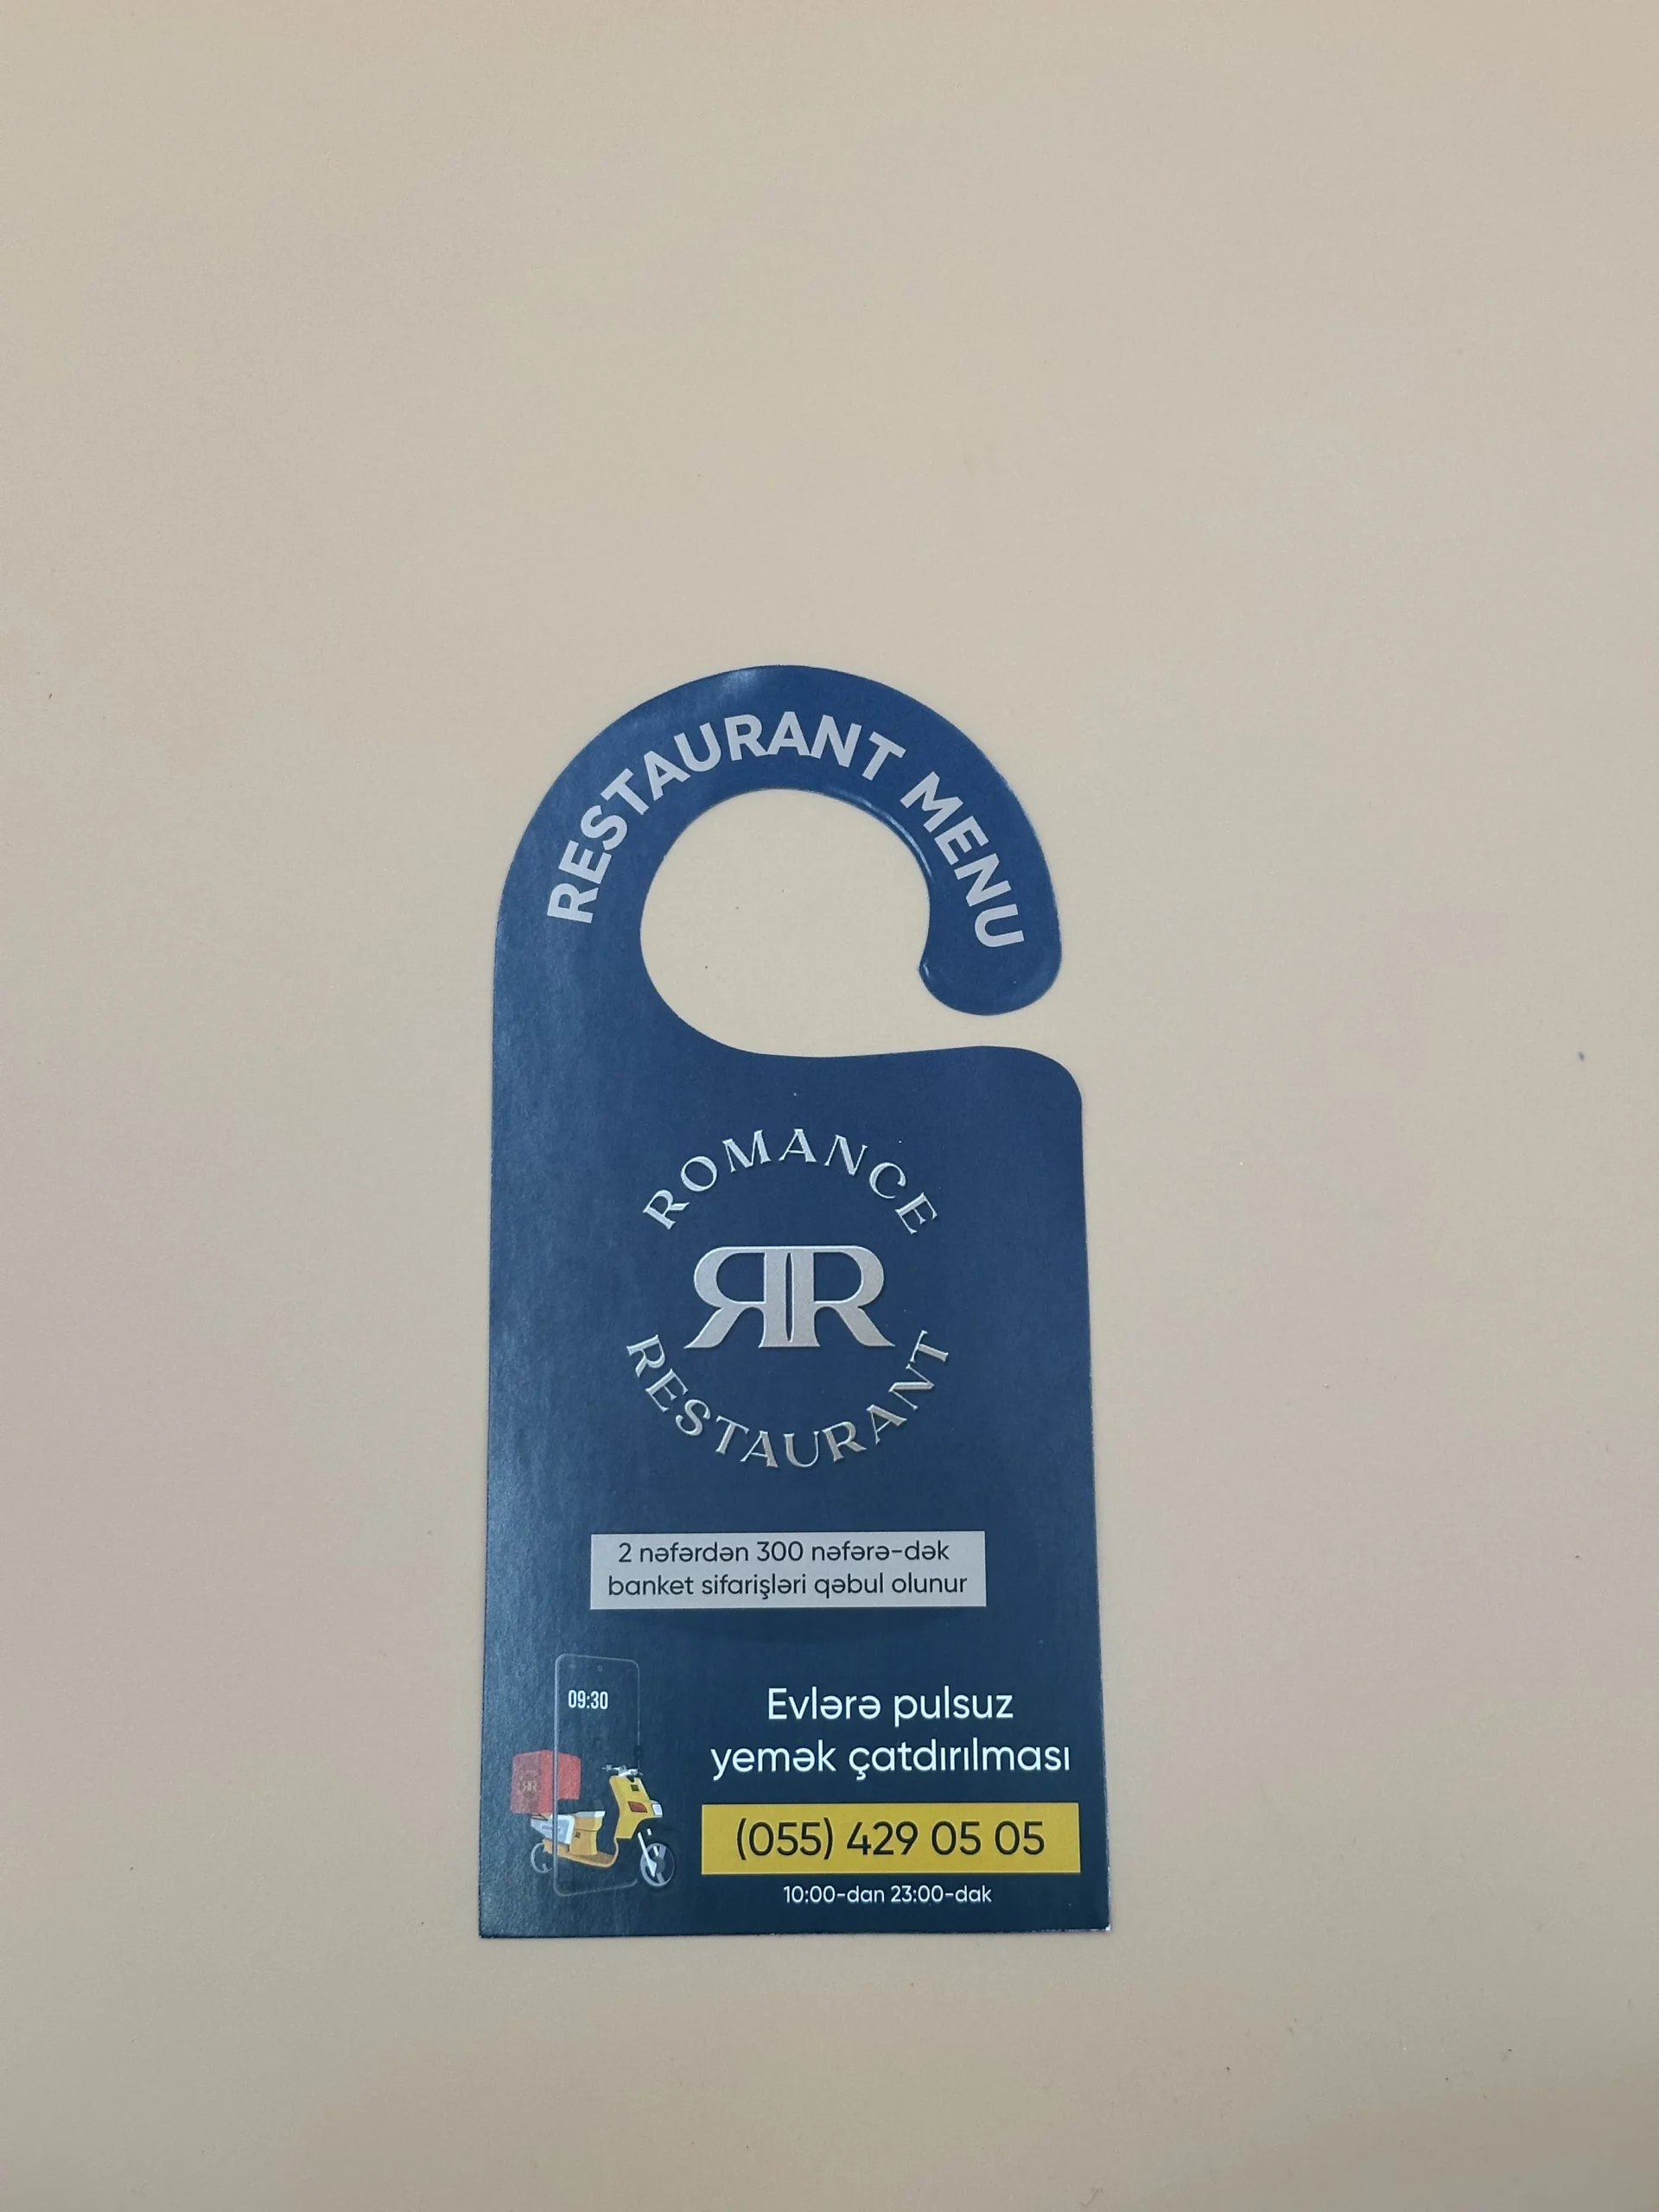 RESTAURANT MENU
ROMANCE
RR
RESTAURANT
2 nəfərdən 300 nəfərə-dək
banket sifarişləri qəbul olunur
09:30
Evlərə pulsuz
yemək çatdırılması
(055) 429 05 05
10:00-dan 23:00-dak